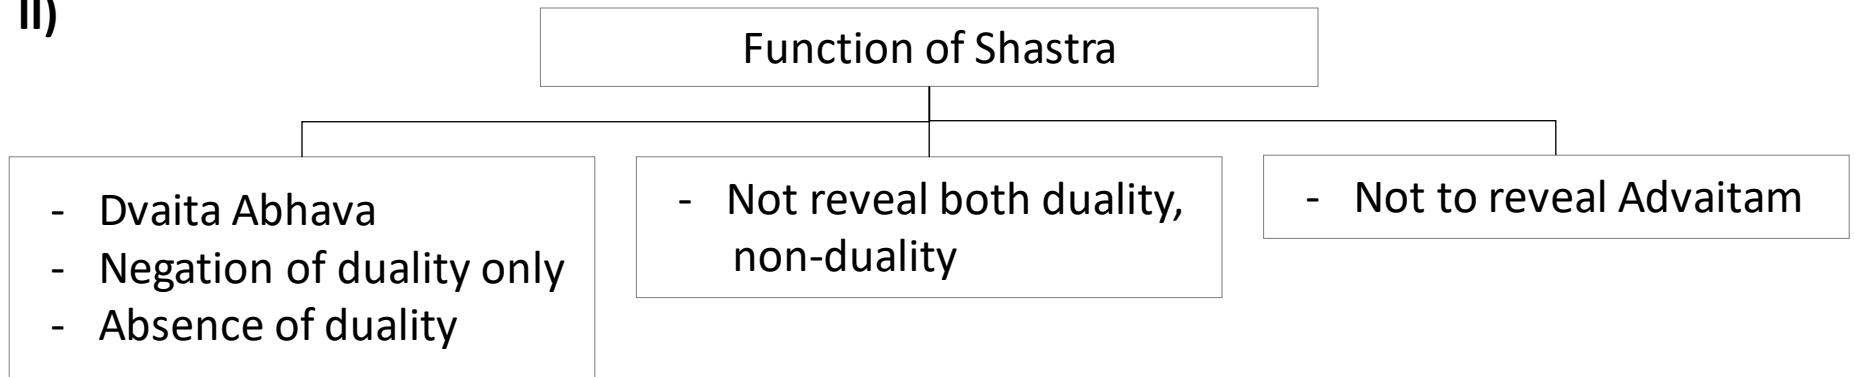 II)
Function of Shastra
- Dvaita Abhava
- Negation of duality only
- Absence of duality
- Not reveal both duality,
non-duality
- Not to reveal Advaitam